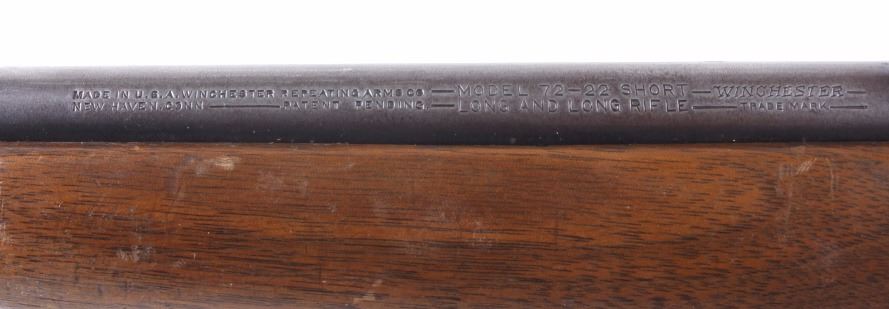 MADE IN U.S.A. WINCHESTER REPEATING ARMS CO. — MODEL 72-22 SHORT — WINCHESTER —
NEW HAVEN, CONN. — PATENT PENDING. — LONG AND LONG RIFLE — TRADE MARK —